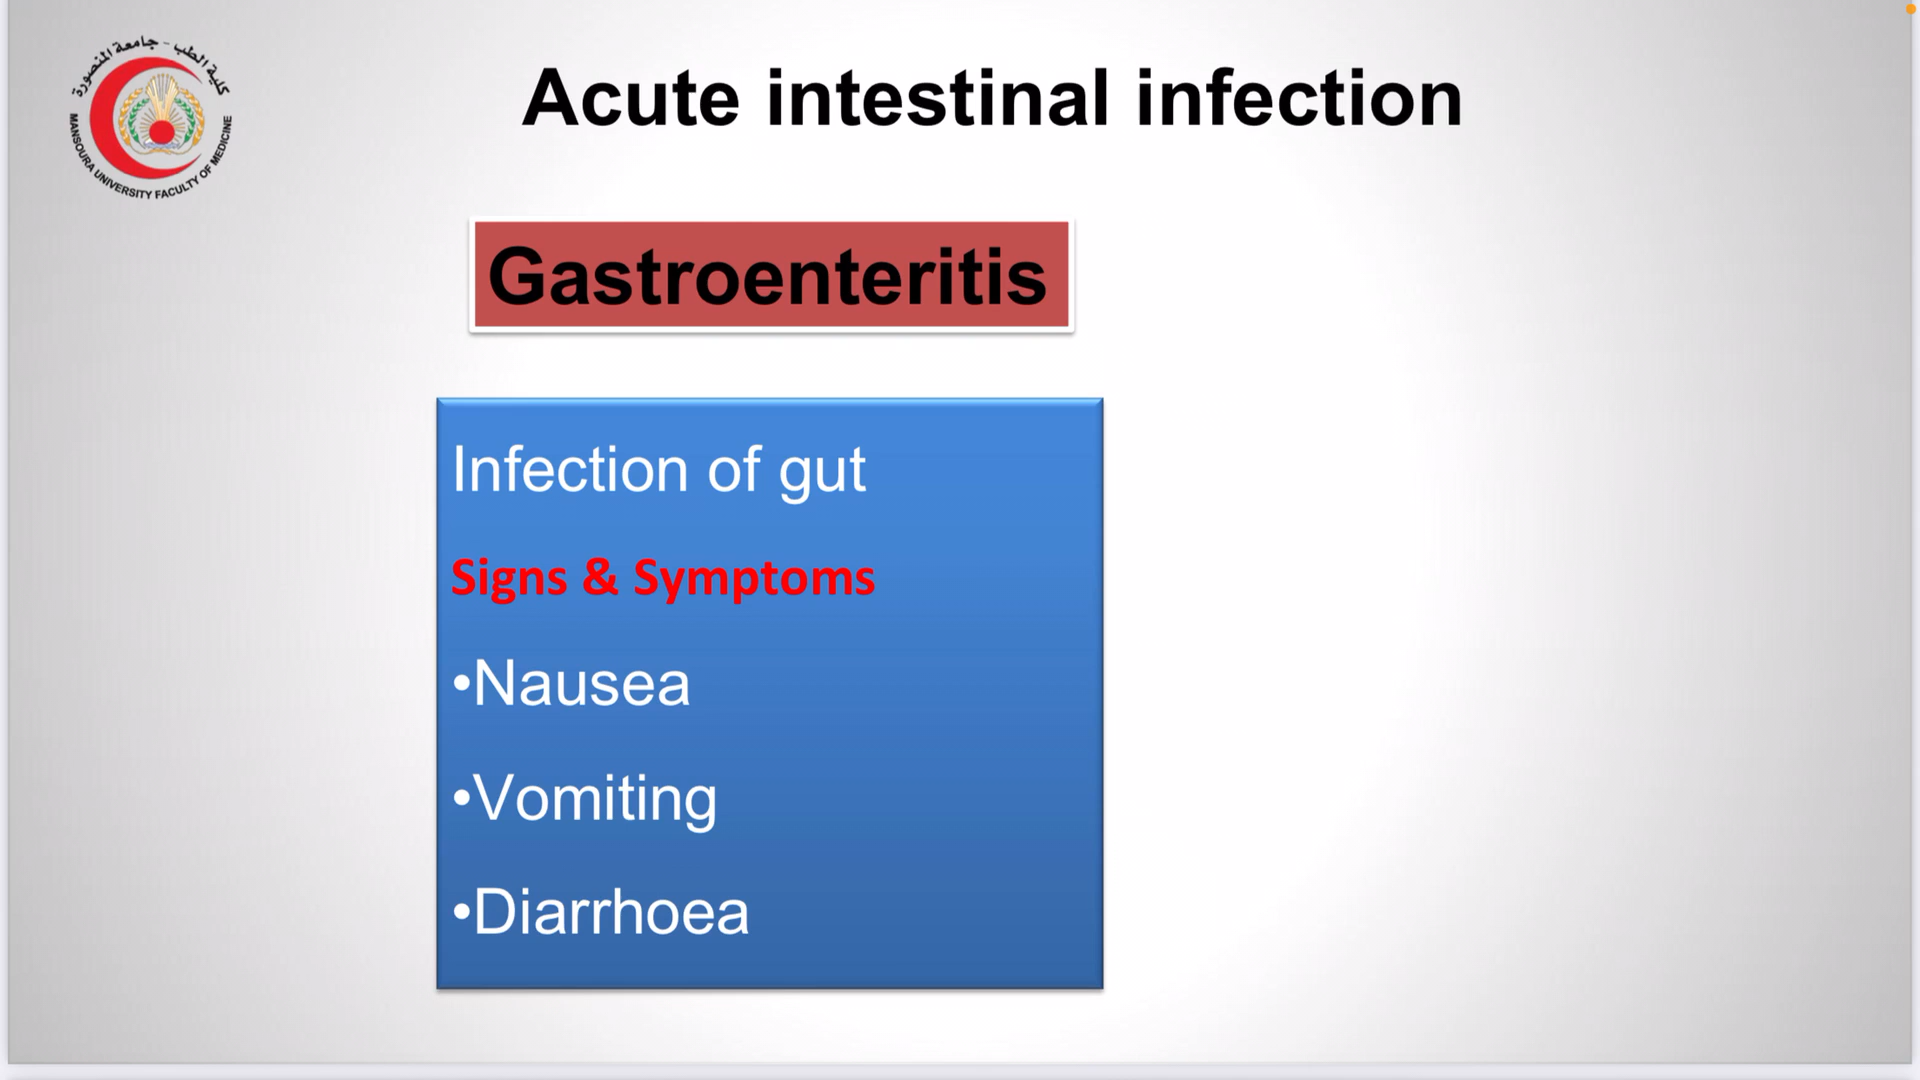 كلية الطب - جامعة المنصورة
MANSOURA UNIVERSITY FACULTY OF MEDICINE
Acute intestinal infection
Gastroenteritis
Infection of gut
Signs & Symptoms
•Nausea
•Vomiting
•Diarrhoea